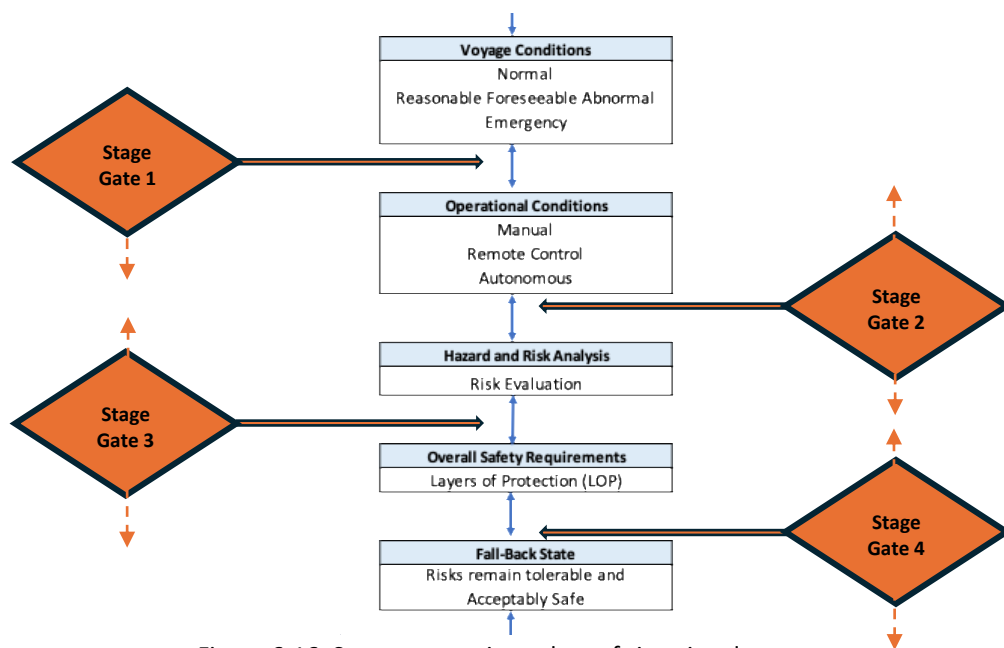 Voyage Conditions
Normal
Reasonable Foreseeable Abnormal
Emergency
Stage
Gate 1
Operational Conditions
Manual
Remote Control
Autonomous
Stage
Gate 2
Hazard and Risk Analysis
Risk Evaluation
Stage
Gate 3
Overall Safety Requirements
Layers of Protection (LOP)
Stage
Gate 4
Fall-Back State
Risks remain tolerable and
Acceptably Safe